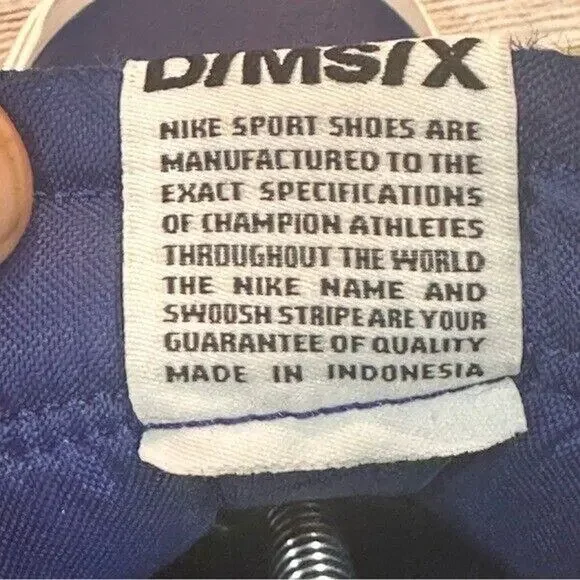 DIMSIX
NIKE SPORT SHOES ARE
MANUFACTURED TO THE
EXACT SPECIFICATIONS
OF CHAMPION ATHLETES
THROUGHOUT THE WORLD
THE NIKE NAME AND
SWOOSH STRIPE ARE YOUR
GUARANTEE OF QUALITY
MADE IN INDONESIA